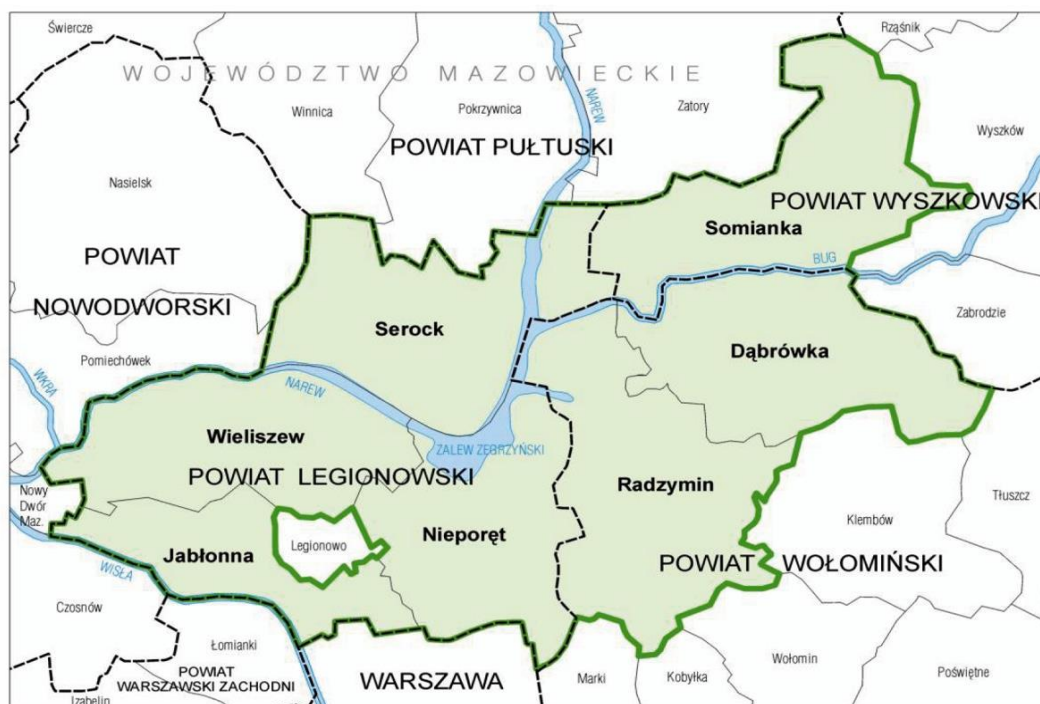 Świercze
Rząśnik
WOJEWÓDZTWO MAZOWIECKIE
Winnica
Pokrzywnica
NAREW
Zatory
Wyszków
POWIAT PUŁTUSKI
Nasielsk
POWIAT WYSZKOWSKI
Somianka
POWIAT
NOWODWORSKI
BUG
Zabrodzie
Serock
Dąbrówka
Pomiechówek
WKRA
NAREW
Wieliszew
ZALEW ZEGRZYŃSKI
POWIAT LEGIONOWSKI
Radzymin
Nowy
Dwór
Maz.
Tłuszcz
Klembów
Nieporęt
Legionowo
Jabłonna
POWIAT WOŁOMIŃSKI
WISŁA
Czosnów
Łomianki
Wołomin
Poświętne
POWIAT
WARSZAWSKI ZACHODNI
WARSZAWA
Marki
Kobyłka
Izabelin